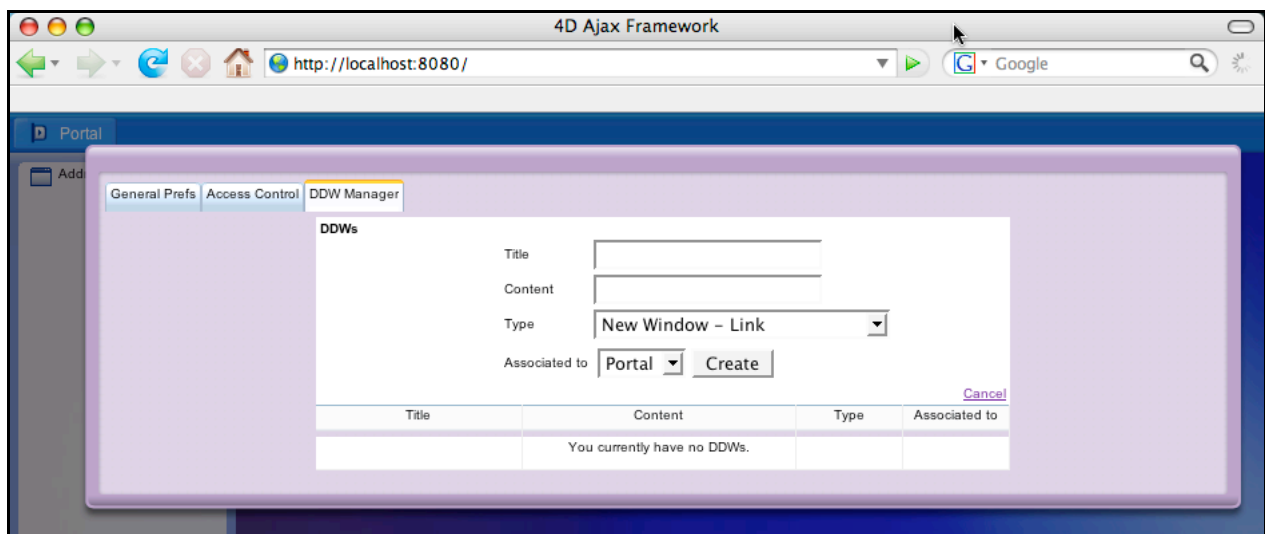 4D Ajax Framework
http://localhost:8080/
G Google
Portal
Add
General Prefs Access Control DDW Manager
DDWs
Title
Content
Type New Window – Link
Associated to Portal Create
Cancel
Title Content Type Associated to
You currently have no DDWs.